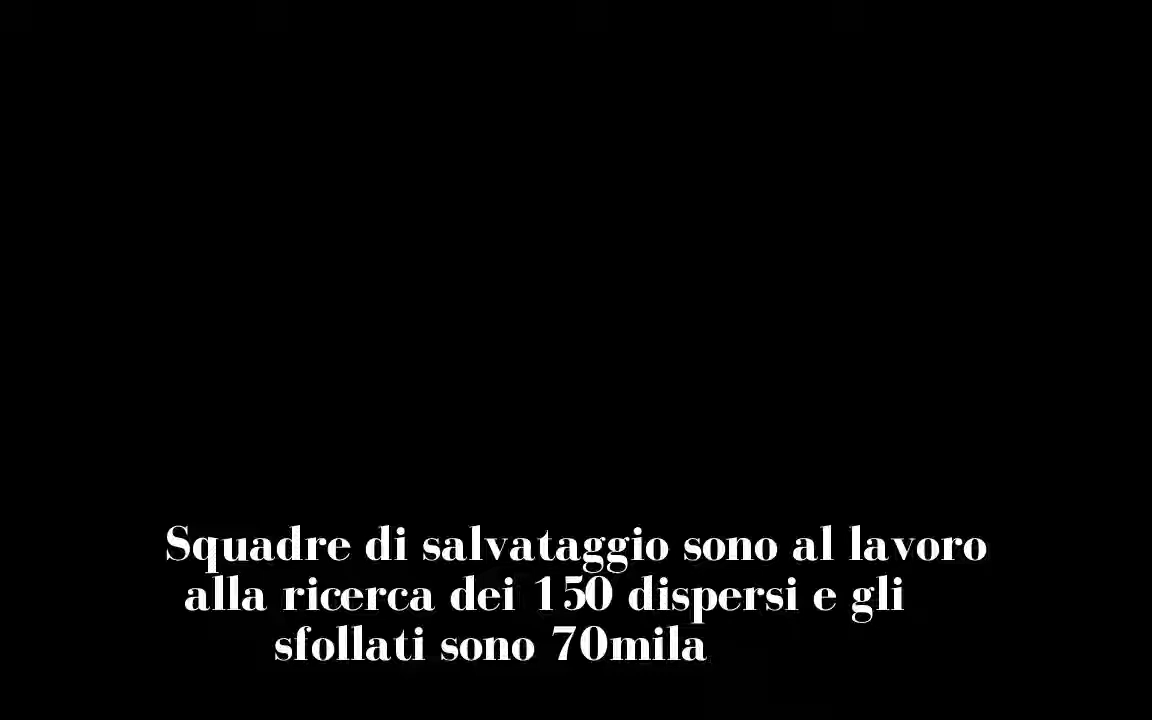 Squadre di salvataggio sono al lavoro
alla ricerca dei 150 dispersi e gli
sfollati sono 70mila